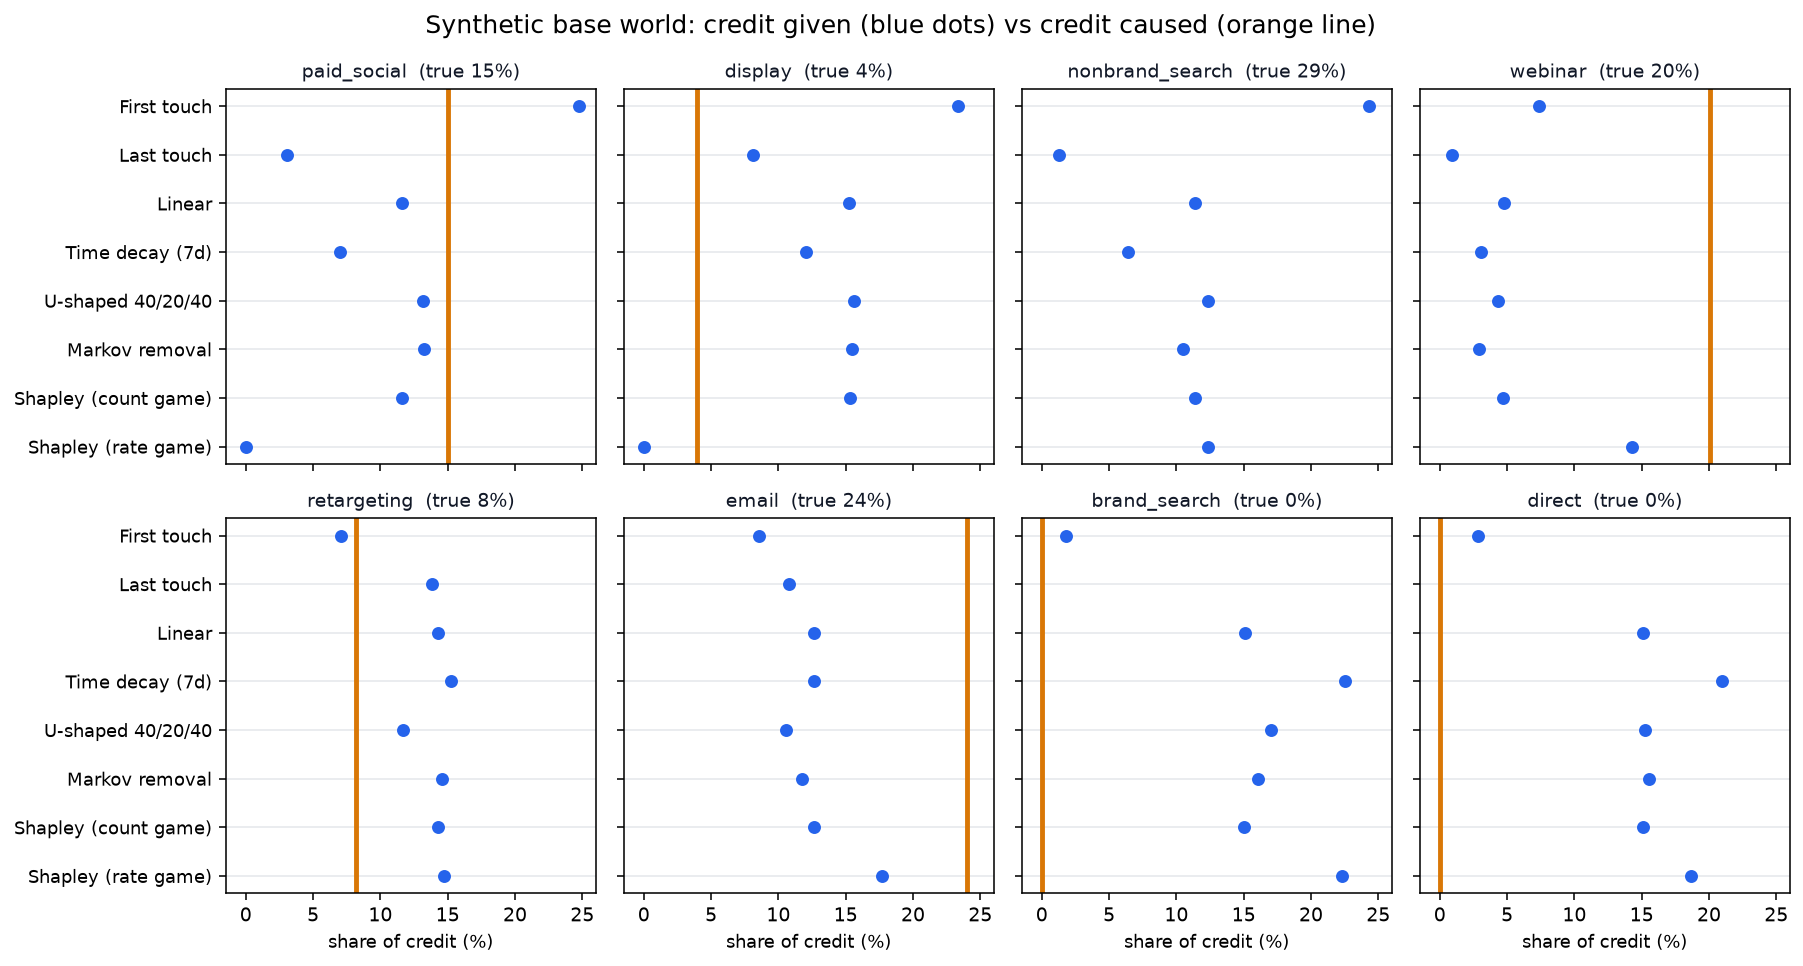 Synthetic base world: credit given (blue dots) vs credit caused (orange line)
paid_social (true 15%)
display (true 4%)
nonbrand_search (true 29%)
webinar (true 20%)
First touch
Last touch
Linear
Time decay (7d)
U-shaped 40/20/40
Markov removal
Shapley (count game)
Shapley (rate game)
retargeting (true 8%)
email (true 24%)
brand_search (true 0%)
direct (true 0%)
First touch
Last touch
Linear
Time decay (7d)
U-shaped 40/20/40
Markov removal
Shapley (count game)
Shapley (rate game)
0 5 10 15 20 25
0 5 10 15 20 25
0 5 10 15 20 25
0 5 10 15 20 25
share of credit (%)
share of credit (%)
share of credit (%)
share of credit (%)